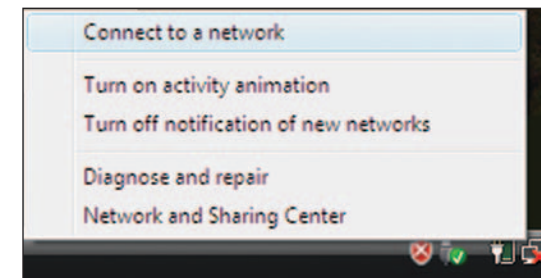 Connect to a network
Turn on activity animation
Turn off notification of new networks
Diagnose and repair
Network and Sharing Center